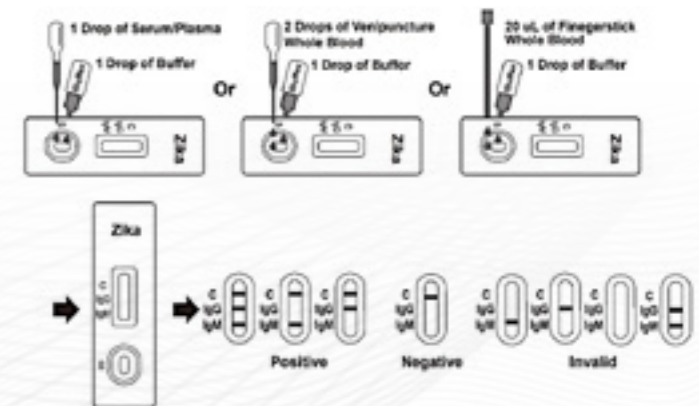 1 Drop of Serum/Plasma
1 Drop of Buffer
Or
2 Drops of Venipuncture
Whole Blood
1 Drop of Buffer
Or
20 uL of Finegerstick
Whole Blood
1 Drop of Buffer
Zika
Zika
Zika
Zika
C
IgG
IgM
S
C
IgG
IgM
C
IgG
IgM
C
IgG
IgM
Positive
C
IgG
IgM
Negative
C
IgG
IgM
C
IgG
IgM
C
IgG
IgM
C
IgG
IgM
Invalid